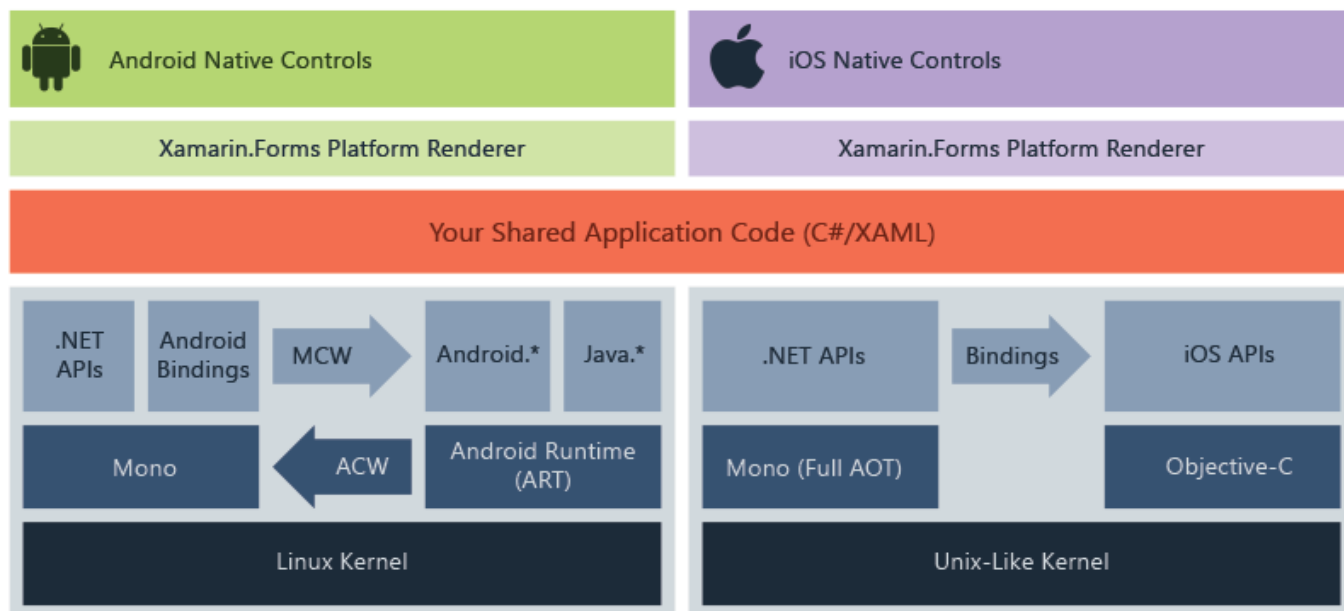 Android Native Controls
iOS Native Controls
Xamarin.Forms Platform Renderer
Xamarin.Forms Platform Renderer
Your Shared Application Code (C#/XAML)
.NET
APIs
Android
Bindings
MCW
Android.*
Java.*
.NET APIs
Bindings
iOS APIs
Mono
ACW
Android Runtime
(ART)
Mono (Full AOT)
Objective-C
Linux Kernel
Unix-Like Kernel